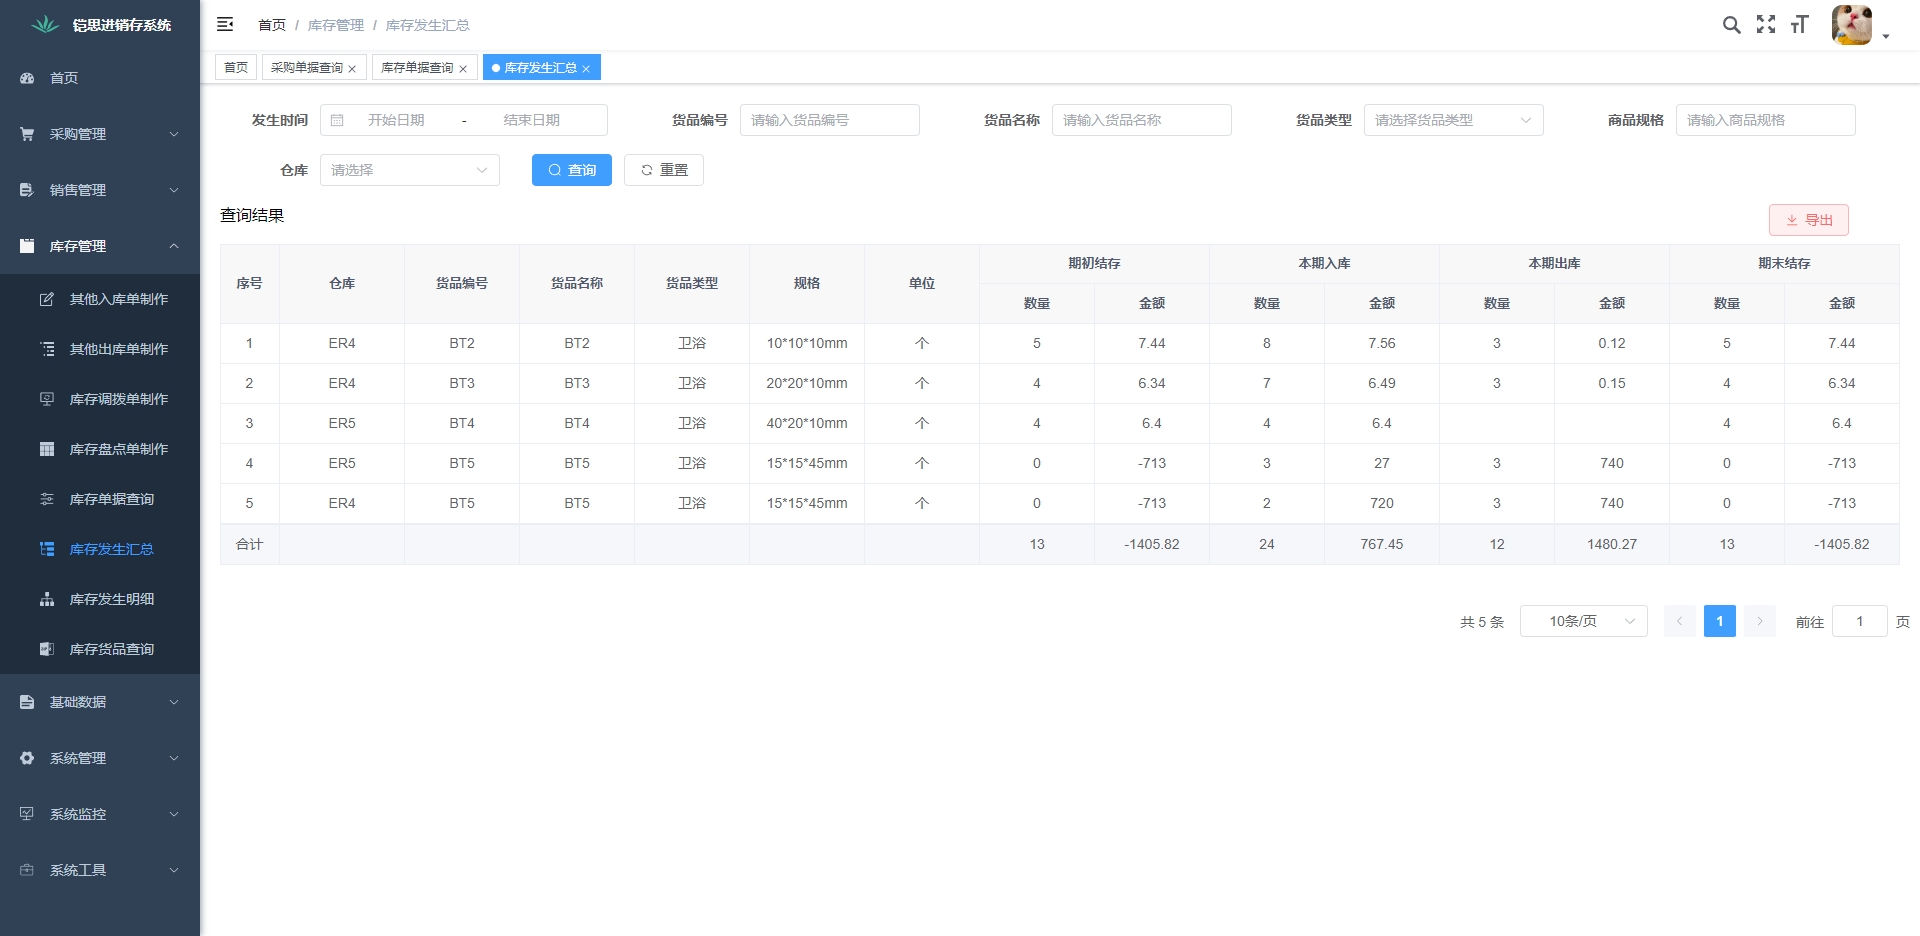 铠思进销存系统
首页
采购管理
销售管理
库存管理
其他入库单制作
其他出库单制作
库存调拨单制作
库存盘点单制作
库存单据查询
库存发生汇总
库存发生明细
库存货品查询
基础数据
系统管理
系统监控
系统工具
首页 / 库存管理 / 库存发生汇总
首页 采购单据查询 × 库存单据查询 × 库存发生汇总 ×
发生时间 开始日期 - 结束日期 货品编号 请输入货品编号 货品名称 请输入货品名称 货品类型 请选择货品类型 商品规格 请输入商品规格
仓库 请选择 查询 重置
查询结果
导出
序号 仓库 货品编号 货品名称 货品类型 规格 单位 期初结存 本期入库 本期出库 期末结存
数量 金额 数量 金额 数量 金额 数量 金额
1 ER4 BT2 BT2 卫浴 10*10*10mm 个 5 7.44 8 7.56 3 0.12 5 7.44
2 ER4 BT3 BT3 卫浴 20*20*10mm 个 4 6.34 7 6.49 3 0.15 4 6.34
3 ER5 BT4 BT4 卫浴 40*20*10mm 个 4 6.4 4 6.4 4 6.4
4 ER5 BT5 BT5 卫浴 15*15*45mm 个 0 -713 3 27 3 740 0 -713
5 ER4 BT5 BT5 卫浴 15*15*45mm 个 0 -713 2 720 3 740 0 -713
合计 13 -1405.82 24 767.45 12 1480.27 13 -1405.82
共 5 条 10条/页 1 前往 1 页